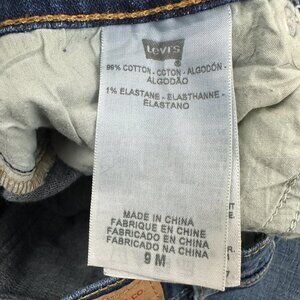 Levi's
®
99% COTTON - COTON - ALGODÓN -
ALGODÃO
1% ELASTANE - ELASTHANNE -
ELASTANO
MADE IN CHINA
FABRIQUE EN CHINE
FABRICADO EN CHINA
FABRICADO EM CHINA
9 M